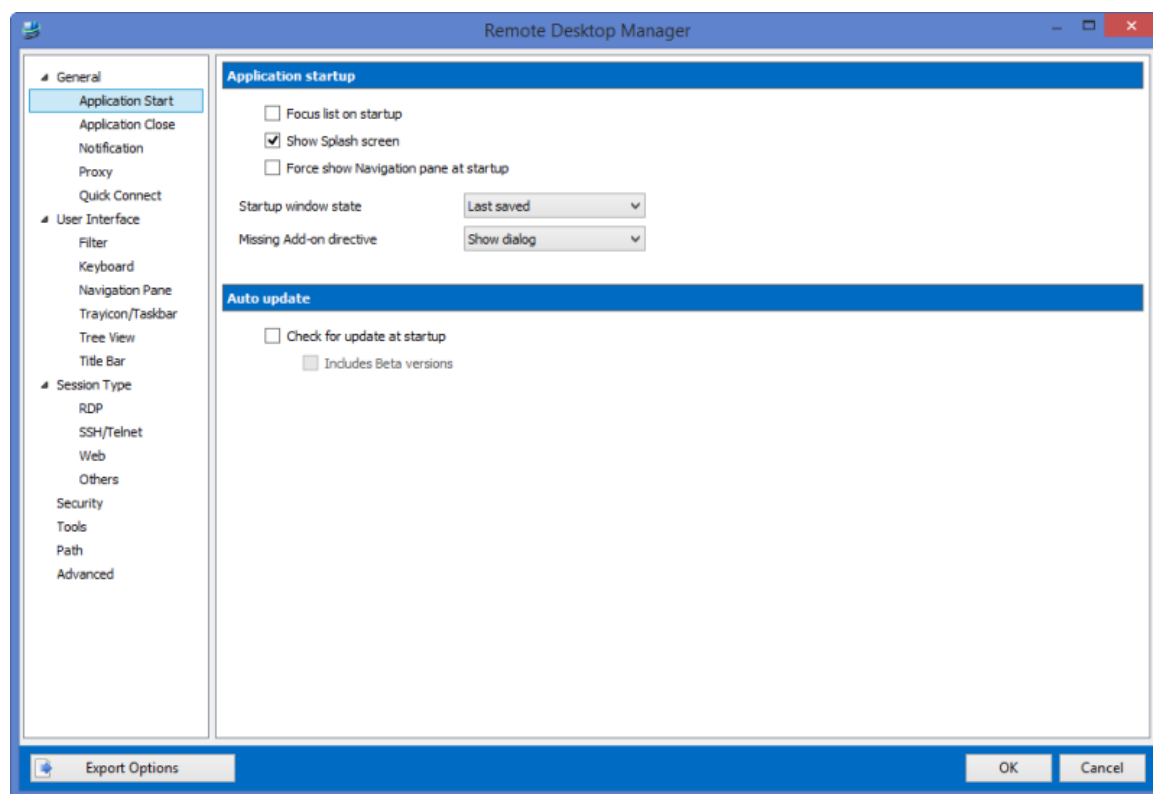 Remote Desktop Manager
General
Application Start
Application Close
Notification
Proxy
Quick Connect
User Interface
Filter
Keyboard
Navigation Pane
Trayicon/Taskbar
Tree View
Title Bar
Session Type
RDP
SSH/Telnet
Web
Others
Security
Tools
Path
Advanced
Application startup
Focus list on startup
Show Splash screen
Force show Navigation pane at startup
Startup window state Last saved
Missing Add-on directive Show dialog
Auto update
Check for update at startup
Includes Beta versions
Export Options
OK
Cancel